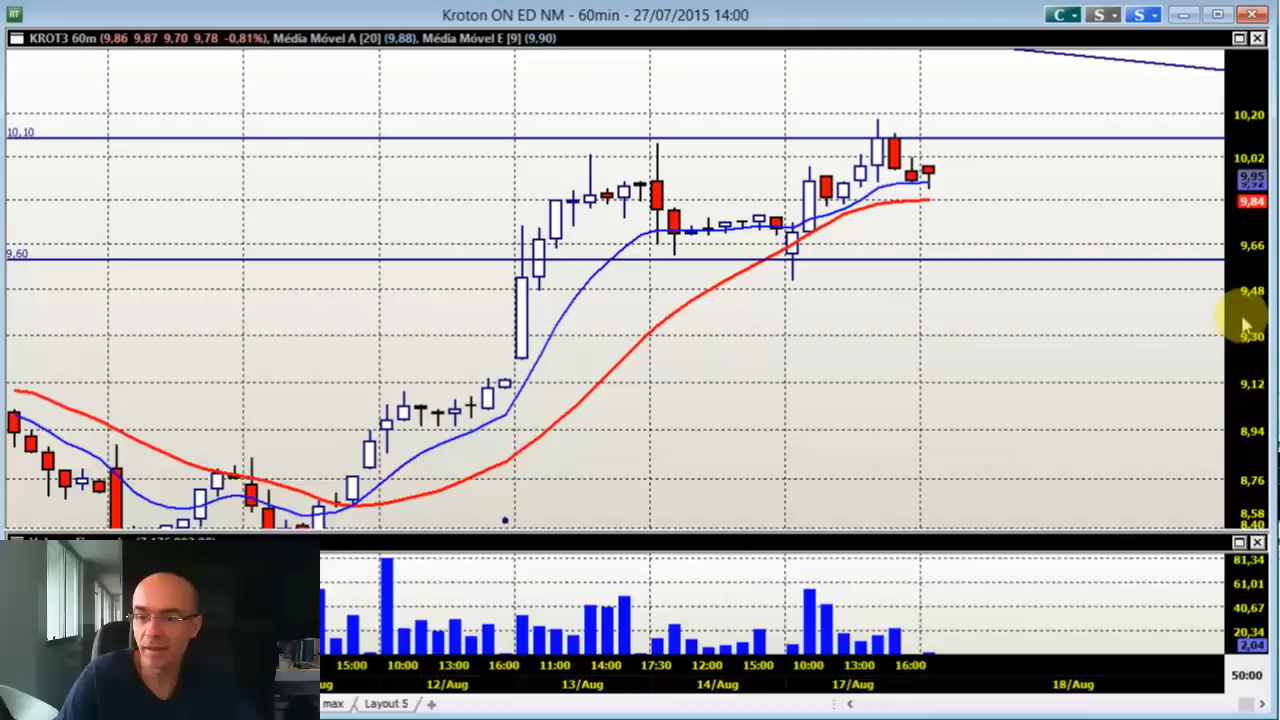 Kroton ON ED NM - 60min - 27/07/2015 14:00
RT
C S S
KROT3 60m (9,86 9,87 9,70 9,78 -0,81%), Média Móvel A [20] (9,88), Média Móvel E [9] (9,90)
10,20
10,10
10,02
9,95
9,84
9,66
9,60
9,48
9,30
9,12
8,94
8,76
8,58
8,40
81,34
61,01
40,67
20,34
2,04
15:00 10:00 13:00 16:00 11:00 14:00 17:30 12:00 15:00 10:00 13:00 16:00
50:00
ug 12/Aug 13/Aug 14/Aug 17/Aug 18/Aug
max Layout 5